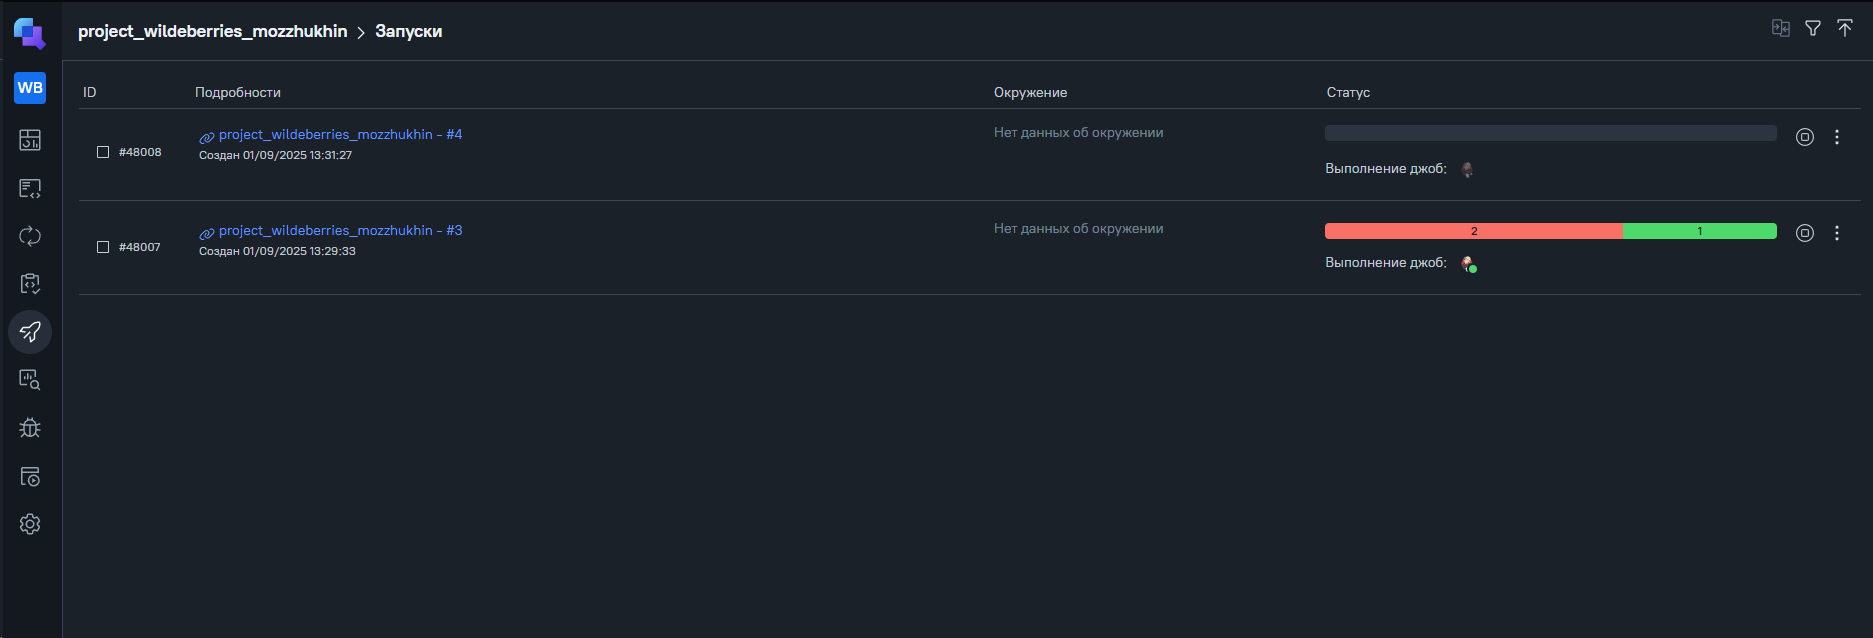 project_wildeberries_mozzhukhin > Запуски
WB
ID Подробности Окружение Статус
project_wildeberries_mozzhukhin - #4 Нет данных об окружении
#48008 Создан 01/09/2025 13:31:27
Выполнение джоб:
project_wildeberries_mozzhukhin - #3 Нет данных об окружении 2 1
#48007 Создан 01/09/2025 13:29:33
Выполнение джоб: